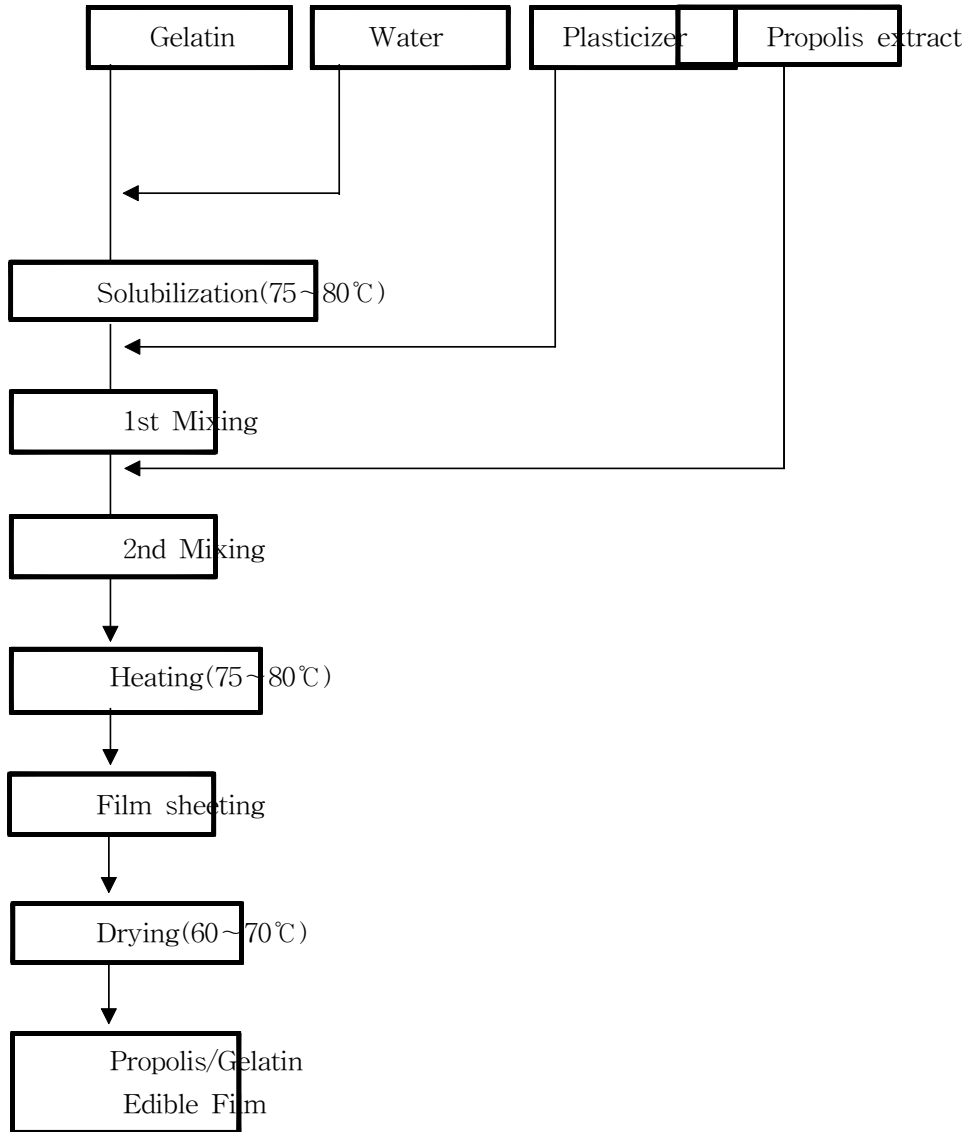 Gelatin
Water
Plasticizer
Propolis extract
Solubilization(75~80℃)
1st Mixing
2nd Mixing
Heating(75~80℃)
Film sheeting
Drying(60~70℃)
Propolis/Gelatin
Edible Film